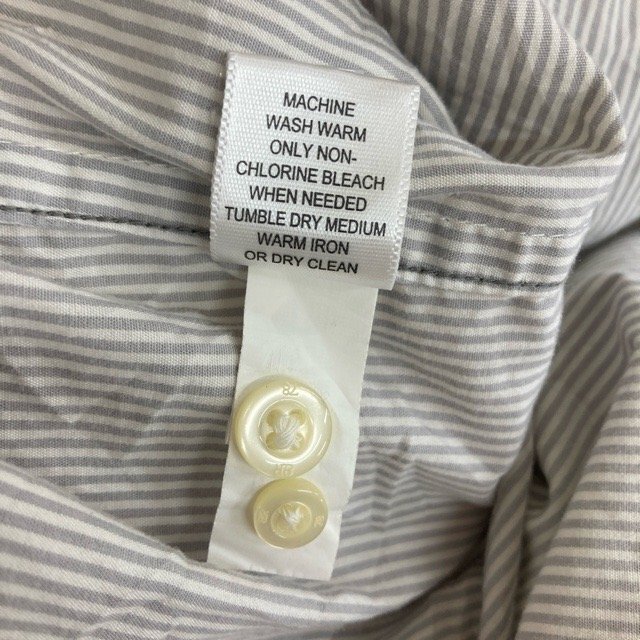 MACHINE
WASH WARM
ONLY NON-
CHLORINE BLEACH
WHEN NEEDED
TUMBLE DRY MEDIUM
WARM IRON
OR DRY CLEAN